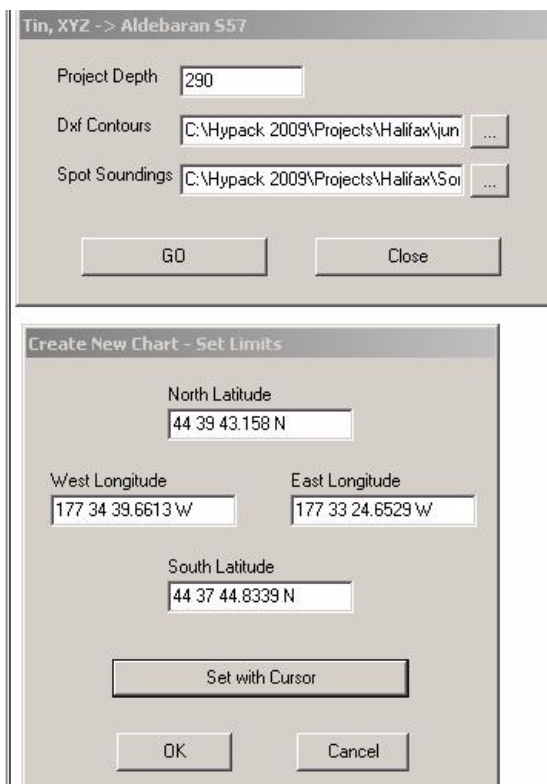 Tin, XYZ -> Aldebaran S57
Project Depth 290
Dxf Contours C:\Hypack 2009\Projects\Halifax\jun ...
Spot Soundings C:\Hypack 2009\Projects\Halifax\Sou ...
GO Close
Create New Chart - Set Limits
North Latitude
44 39 43.158 N
West Longitude East Longitude
177 34 39.6613 W 177 33 24.6529 W
South Latitude
44 37 44.8339 N
Set with Cursor
OK Cancel